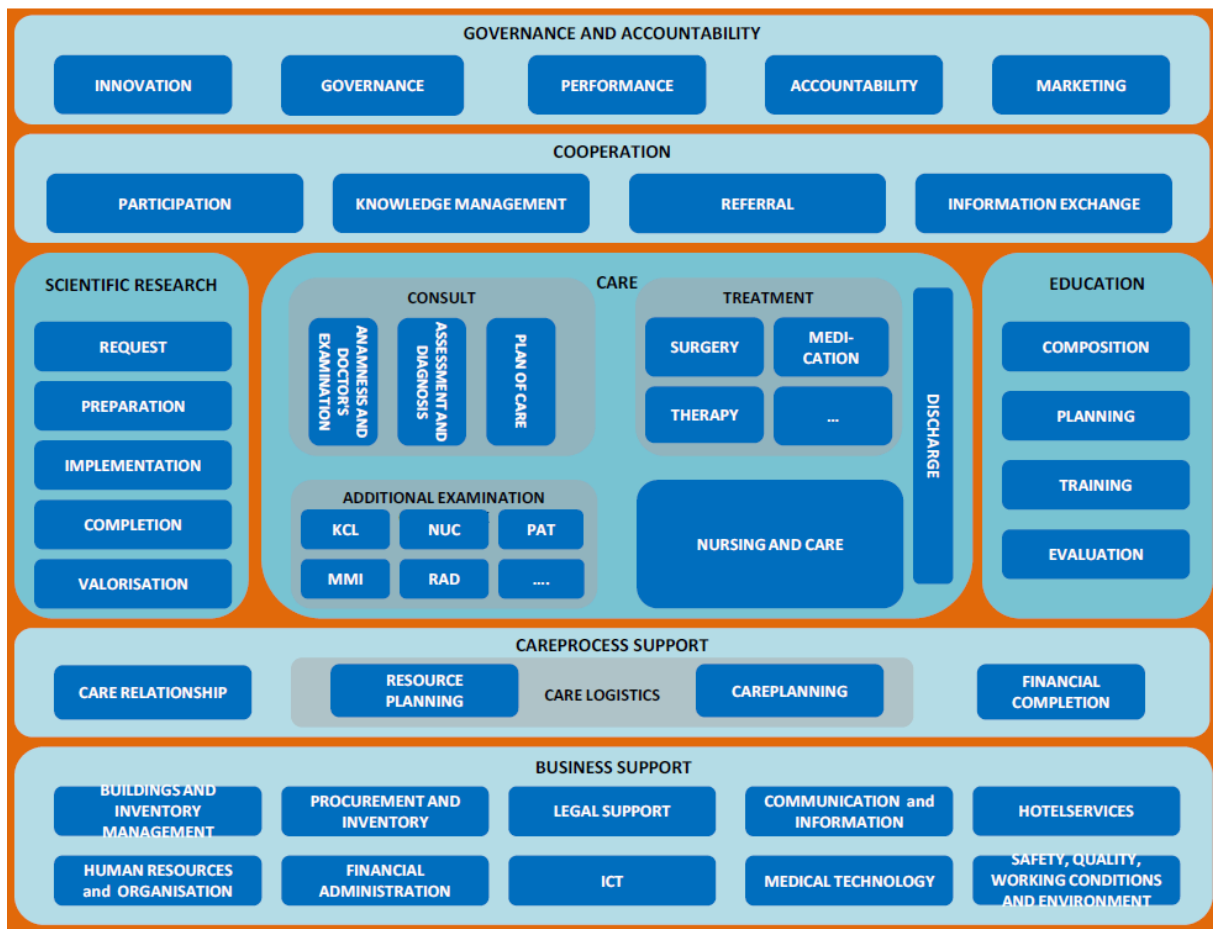 GOVERNANCE AND ACCOUNTABILITY
INNOVATION
GOVERNANCE
PERFORMANCE
ACCOUNTABILITY
MARKETING
COOPERATION
PARTICIPATION
KNOWLEDGE MANAGEMENT
REFERRAL
INFORMATION EXCHANGE
SCIENTIFIC RESEARCH
REQUEST
PREPARATION
IMPLEMENTATION
COMPLETION
VALORISATION
CARE
CONSULT
ANAMNESIS AND
DOCTOR'S
EXAMINATION
ASSESSMENT AND
DIAGNOSIS
PLAN OF CARE
TREATMENT
SURGERY
MEDI-
CATION
THERAPY
...
ADDITIONAL EXAMINATION
KCL
NUC
PAT
MMI
RAD
....
NURSING AND CARE
DISCHARGE
EDUCATION
COMPOSITION
PLANNING
TRAINING
EVALUATION
CAREPROCESS SUPPORT
CARE RELATIONSHIP
RESOURCE
PLANNING
CARE LOGISTICS
CAREPLANNING
FINANCIAL
COMPLETION
BUSINESS SUPPORT
BUILDINGS AND
INVENTORY
MANAGEMENT
PROCUREMENT AND
INVENTORY
LEGAL SUPPORT
COMMUNICATION and
INFORMATION
HOTELSERVICES
HUMAN RESOURCES
and ORGANISATION
FINANCIAL
ADMINISTRATION
ICT
MEDICAL TECHNOLOGY
SAFETY, QUALITY,
WORKING CONDITIONS
AND ENVIRONMENT